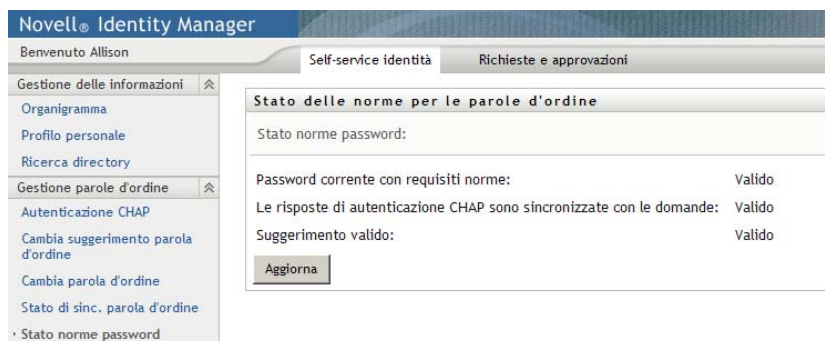 Novell® Identity Manager
Benvenuto Allison
Self-service identità
Richieste e approvazioni
Gestione delle informazioni
Organigramma
Profilo personale
Ricerca directory
Gestione parole d'ordine
Autenticazione CHAP
Cambia suggerimento parola
d'ordine
Cambia parola d'ordine
Stato di sinc. parola d'ordine
· Stato norme password
Stato delle norme per le parole d'ordine
Stato norme password:
Password corrente con requisiti norme: Valido
Le risposte di autenticazione CHAP sono sincronizzate con le domande: Valido
Suggerimento valido: Valido
Aggiorna